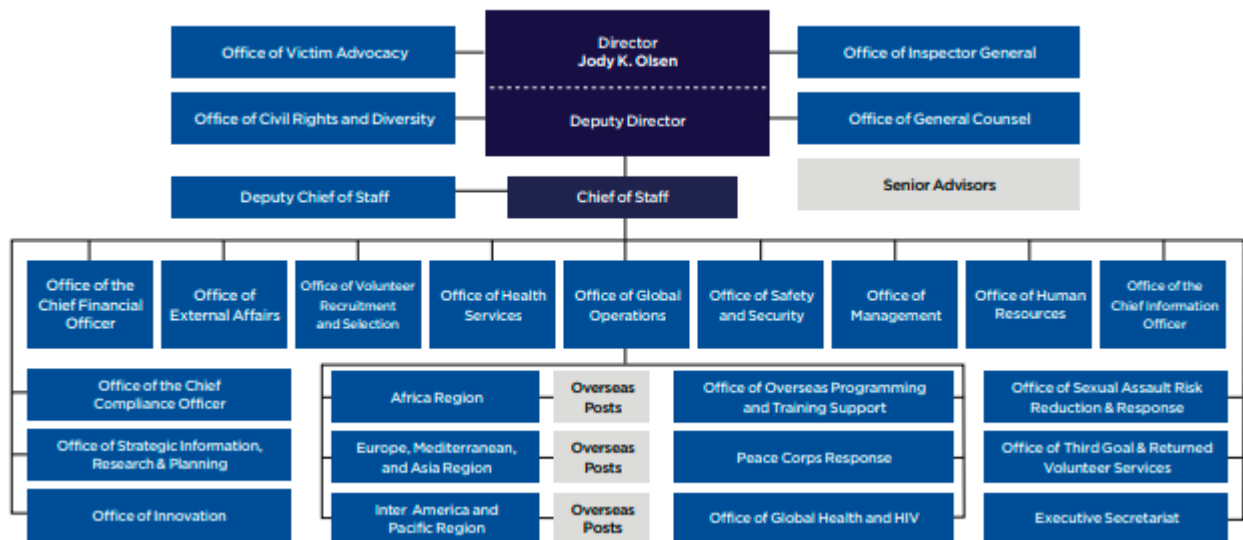 Office of Victim Advocacy
Director
Jody K. Olsen
Office of Inspector General
Office of Civil Rights and Diversity
Deputy Director
Office of General Counsel
Senior Advisors
Deputy Chief of Staff
Chief of Staff
Office of the
Chief Financial
Officer
Office of
External Affairs
Office of Volunteer
Recruitment
and Selection
Office of Health
Services
Office of Global
Operations
Office of Safety
and Security
Office of
Management
Office of Human
Resources
Office of the
Chief Information
Officer
Office of the Chief
Compliance Officer
Africa Region
Overseas
Posts
Office of Overseas Programming
and Training Support
Office of Sexual Assault Risk
Reduction & Response
Office of Strategic Information,
Research & Planning
Europe, Mediterranean,
and Asia Region
Overseas
Posts
Peace Corps Response
Office of Third Goal & Returned
Volunteer Services
Office of Innovation
Inter America and
Pacific Region
Overseas
Posts
Office of Global Health and HIV
Executive Secretariat